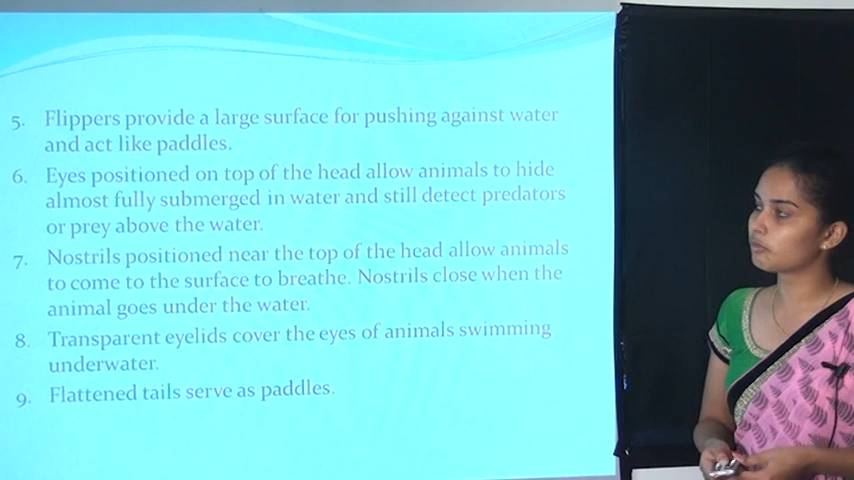 5. Flippers provide a large surface for pushing against water
and act like paddles.
6. Eyes positioned on top of the head allow animals to hide
almost fully submerged in water and still detect predators
or prey above the water.
7. Nostrils positioned near the top of the head allow animals
to come to the surface to breathe. Nostrils close when the
animal goes under the water.
8. Transparent eyelids cover the eyes of animals swimming
underwater.
9. Flattened tails serve as paddles.